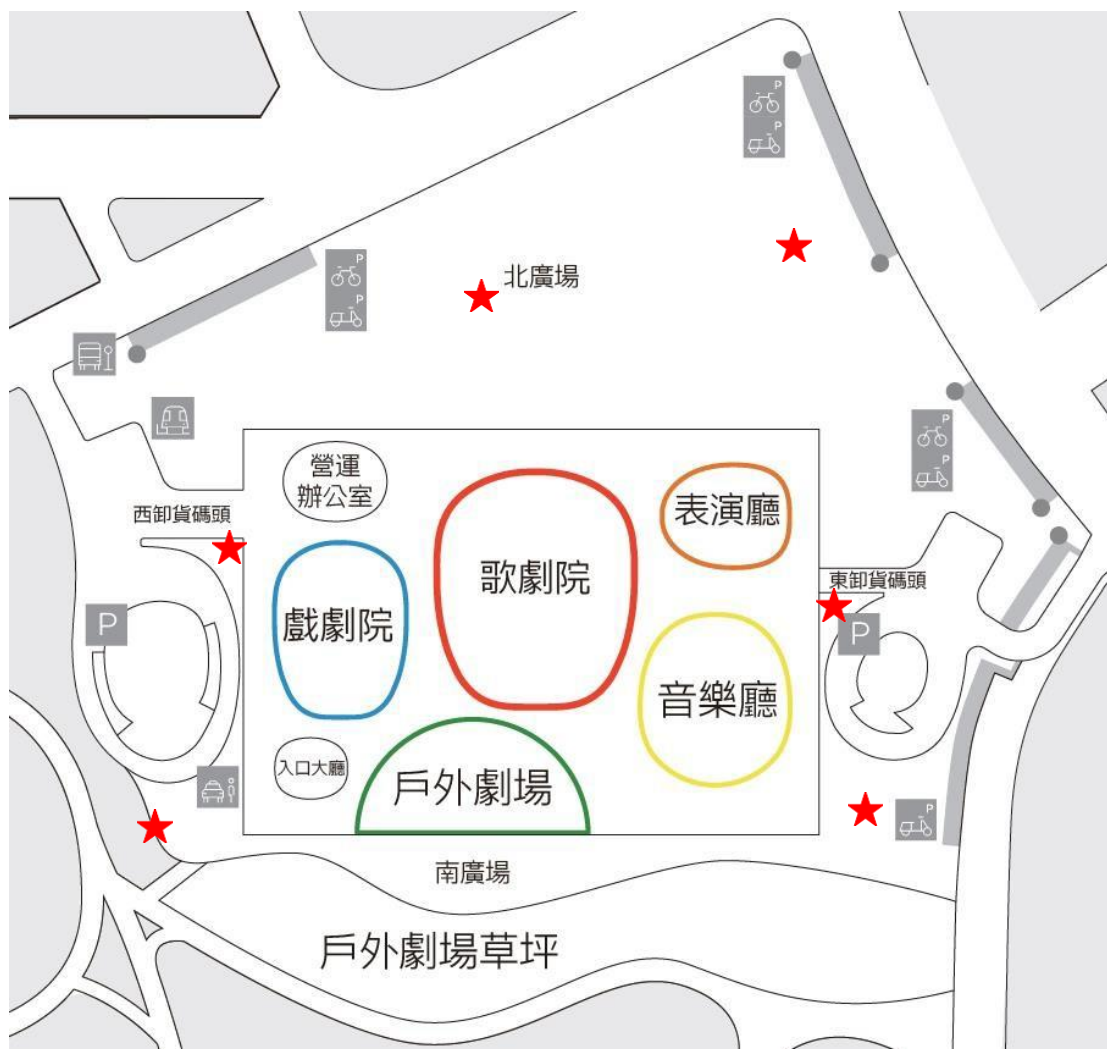 P
P
北廣場
P
P
營運
辦公室
表演廳
P
P
西卸貨碼頭
歌劇院
東卸貨碼頭
戲劇院
P
P
音樂廳
入口大廳
戶外劇場
P
南廣場
戶外劇場草坪